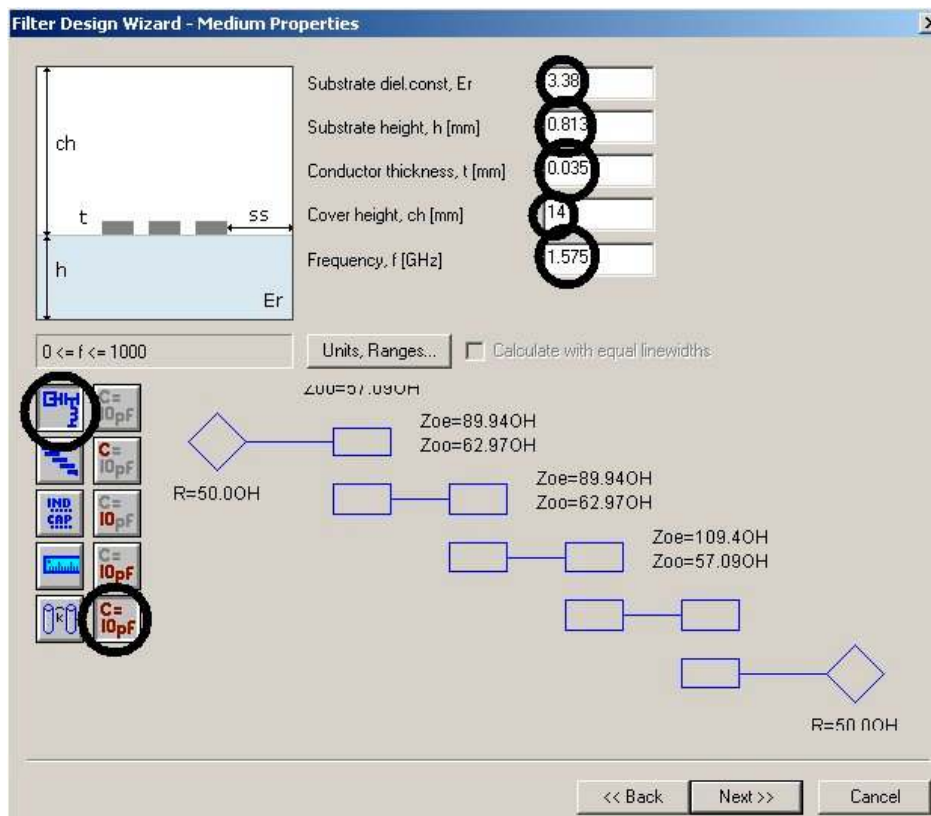 Filter Design Wizard - Medium Properties
ch
t
ss
h
Er
Substrate diel.const, Er
3.38
Substrate height, h [mm]
0.813
Conductor thickness, t [mm]
0.035
Cover height, ch [mm]
14
Frequency, f [GHz]
1.575
0 <= f <= 1000
Units, Ranges...
Calculate with equal linewidths
C=
10pF
C=
10pF
IND
CAP
C=
10pF
C=
10pF
k
C=
10pF
Zoo=57.09OH
Zoe=89.94OH
Zoo=62.97OH
R=50.0OH
Zoe=89.94OH
Zoo=62.97OH
Zoe=109.4OH
Zoo=57.09OH
R=50.0OH
<< Back
Next >>
Cancel